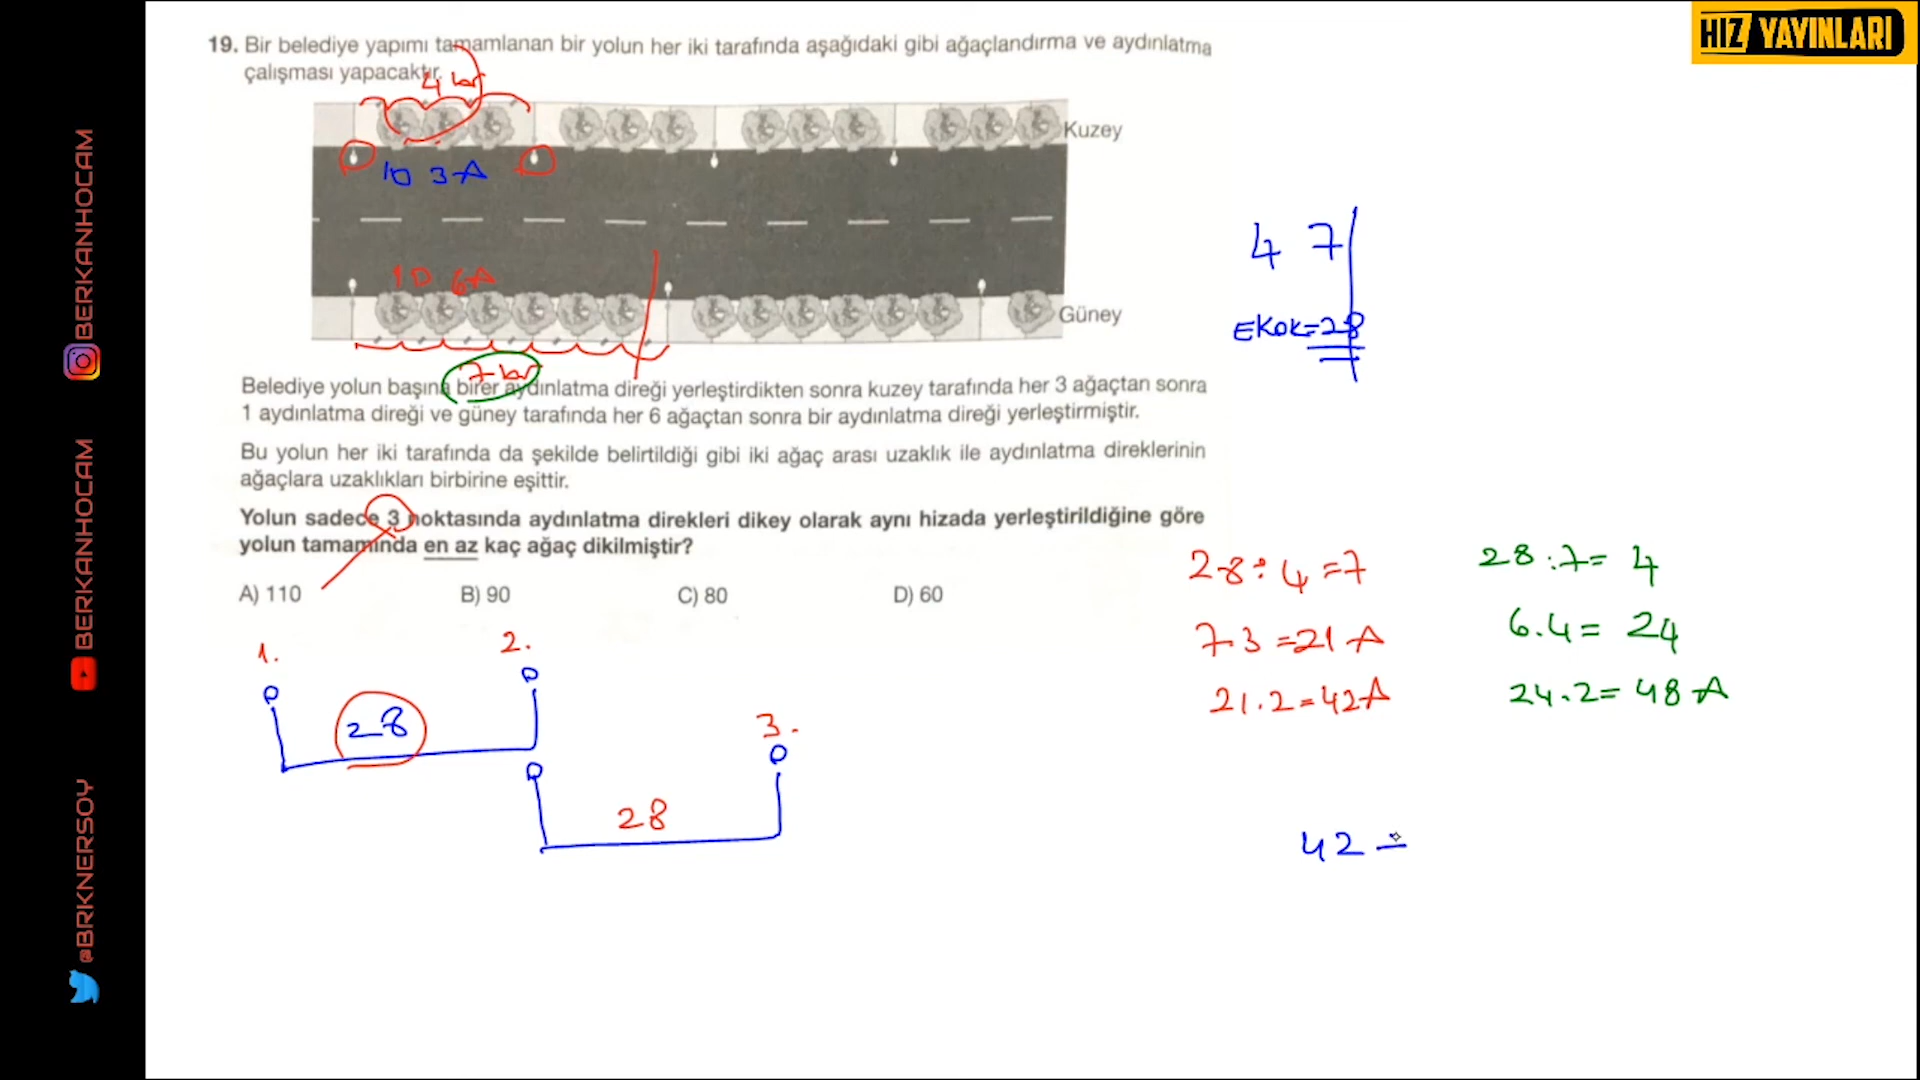 HIZ YAYINLARI
19. Bir belediye yapımı tamamlanan bir yolun her iki tarafında aşağıdaki gibi ağaçlandırma ve aydınlatma
çalışması yapacaktır.
4 br
Kuzey
1D 3A
1D 6A
Güney
7 br
Belediye yolun başına birer aydınlatma direği yerleştirdikten sonra kuzey tarafında her 3 ağaçtan sonra
1 aydınlatma direği ve güney tarafında her 6 ağaçtan sonra bir aydınlatma direği yerleştirmiştir.
Bu yolun her iki tarafında da şekilde belirtildiği gibi iki ağaç arası uzaklık ile aydınlatma direklerinin
ağaçlara uzaklıkları birbirine eşittir.
Yolun sadece 3 noktasında aydınlatma direkleri dikey olarak aynı hizada yerleştirildiğine göre
yolun tamamında en az kaç ağaç dikilmiştir?
A) 110 B) 90 C) 80 D) 60
1. 2.
28
3.
28
4 7
EKOK=28
28÷4=7
7.3=21A
21.2=42A
28:7=4
6.4=24
24.2=48A
42
BERKANHOCAM
BERKANHOCAM
@BRKNERSOY